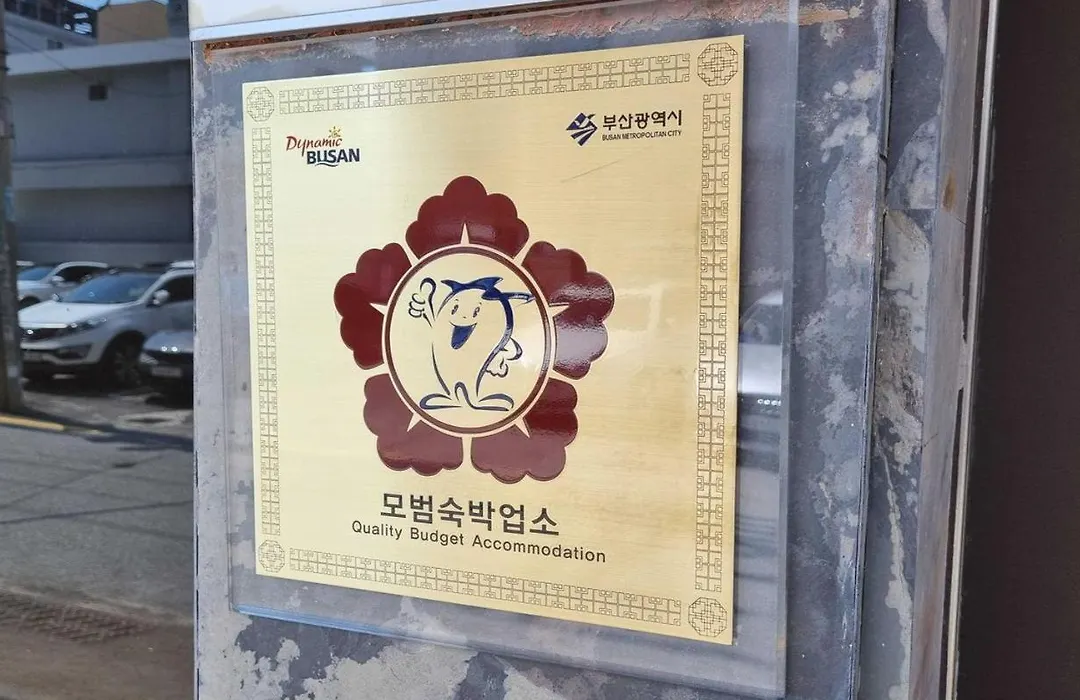 Dynamic
BUSAN
부산광역시
BUSAN METROPOLITAN CITY
모범숙박업소
Quality Budget Accommodation